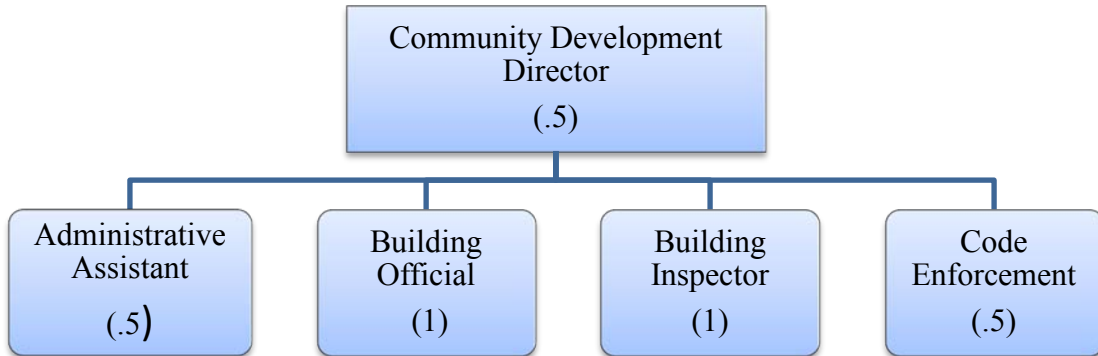 Community Development
Director
(.5)
Administrative
Assistant
(.5)
Building
Official
(1)
Building
Inspector
(1)
Code
Enforcement
(.5)